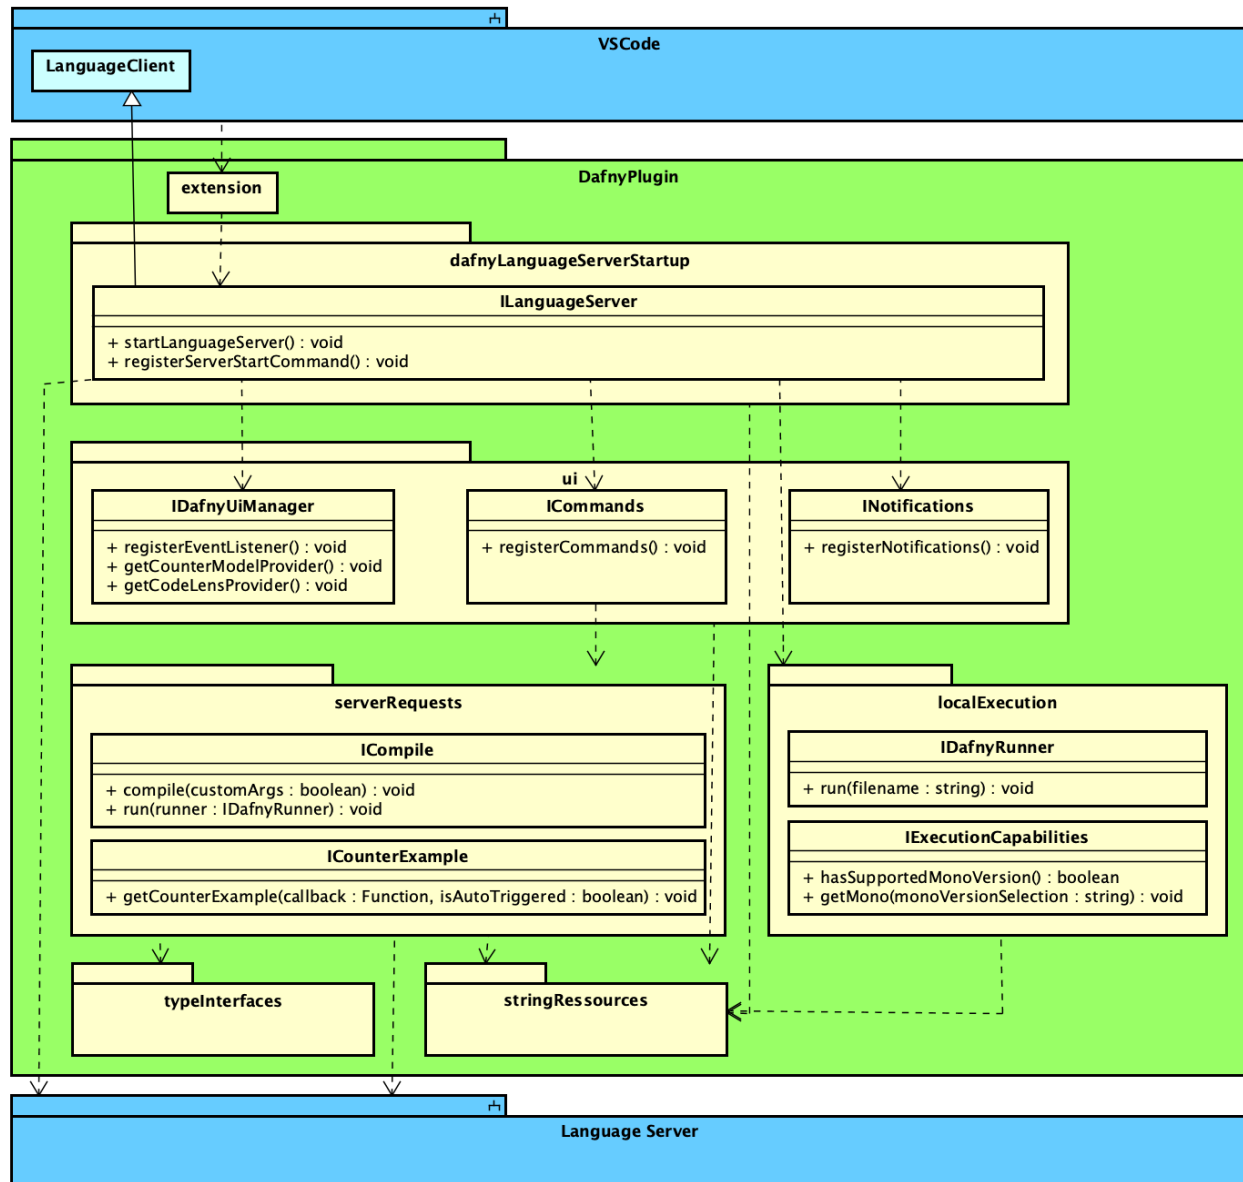 VSCode
LanguageClient
DafnyPlugin
extension
dafnyLanguageServerStartup
ILanguageServer
+ startLanguageServer() : void
+ registerServerStartCommand() : void
ui
IDafnyUiManager
+ registerEventListener() : void
+ getCounterModelProvider() : void
+ getCodeLensProvider() : void
ICommands
+ registerCommands() : void
INotifications
+ registerNotifications() : void
serverRequests
ICompile
+ compile(customArgs : boolean) : void
+ run(runner : IDafnyRunner) : void
ICounterExample
+ getCounterExample(callback : Function, isAutoTriggered : boolean) : void
localExecution
IDafnyRunner
+ run(filename : string) : void
IExecutionCapabilities
+ hasSupportedMonoVersion() : boolean
+ getMono(monoVersionSelection : string) : void
typeInterfaces
stringRessources
Language Server